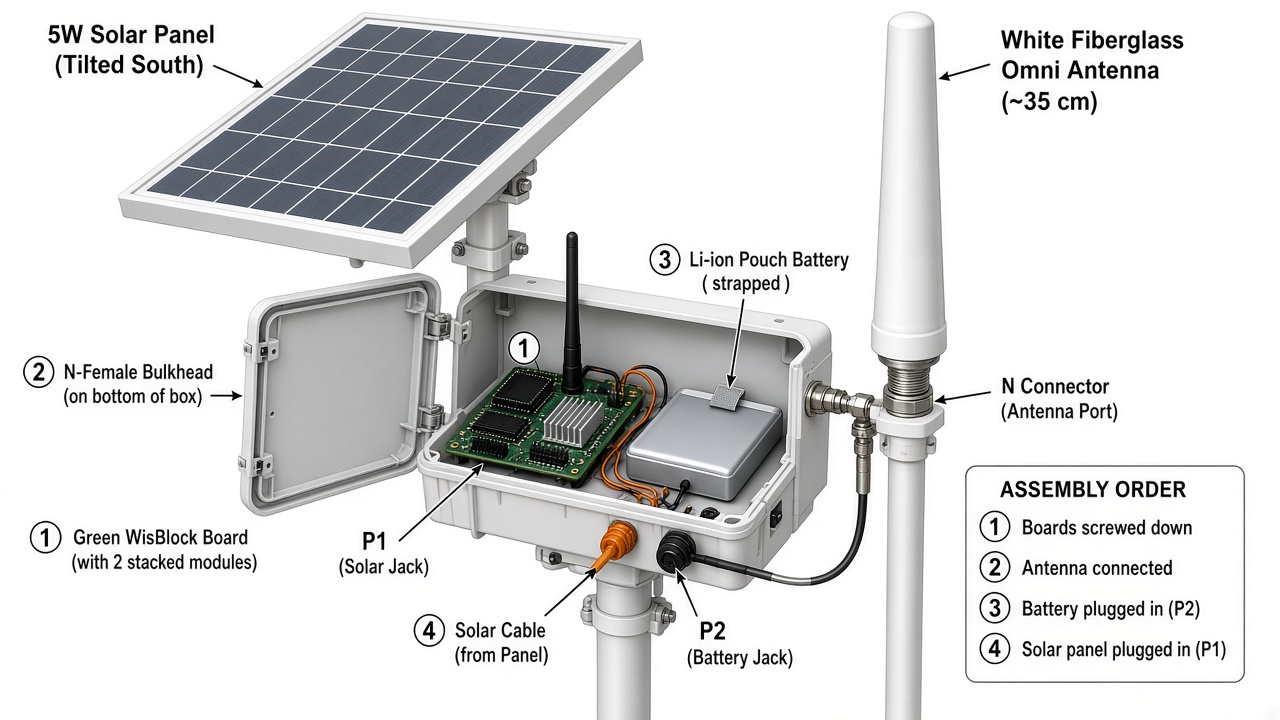 5W Solar Panel
(Tilted South)
White Fiberglass
Omni Antenna
(~35 cm)
3 Li-ion Pouch Battery
( strapped )
1
2 N-Female Bulkhead
(on bottom of box)
N Connector
(Antenna Port)
1 Green WisBlock Board
(with 2 stacked modules)
P1
(Solar Jack)
4 Solar Cable
(from Panel)
P2
(Battery Jack)
ASSEMBLY ORDER
1 Boards screwed down
2 Antenna connected
3 Battery plugged in (P2)
4 Solar panel plugged in (P1)